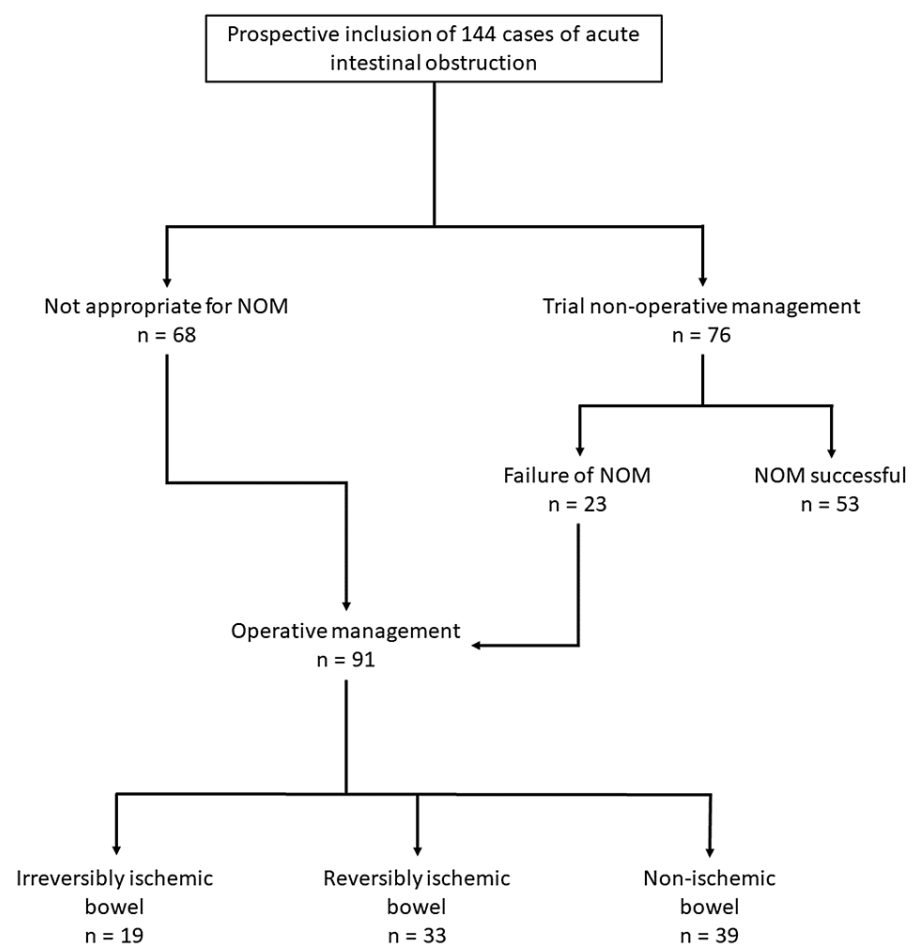 Prospective inclusion of 144 cases of acute
intestinal obstruction
Not appropriate for NOM
n = 68
Trial non-operative management
n = 76
Failure of NOM
n = 23
NOM successful
n = 53
Operative management
n = 91
Irreversibly ischemic
bowel
n = 19
Reversibly ischemic
bowel
n = 33
Non-ischemic
bowel
n = 39